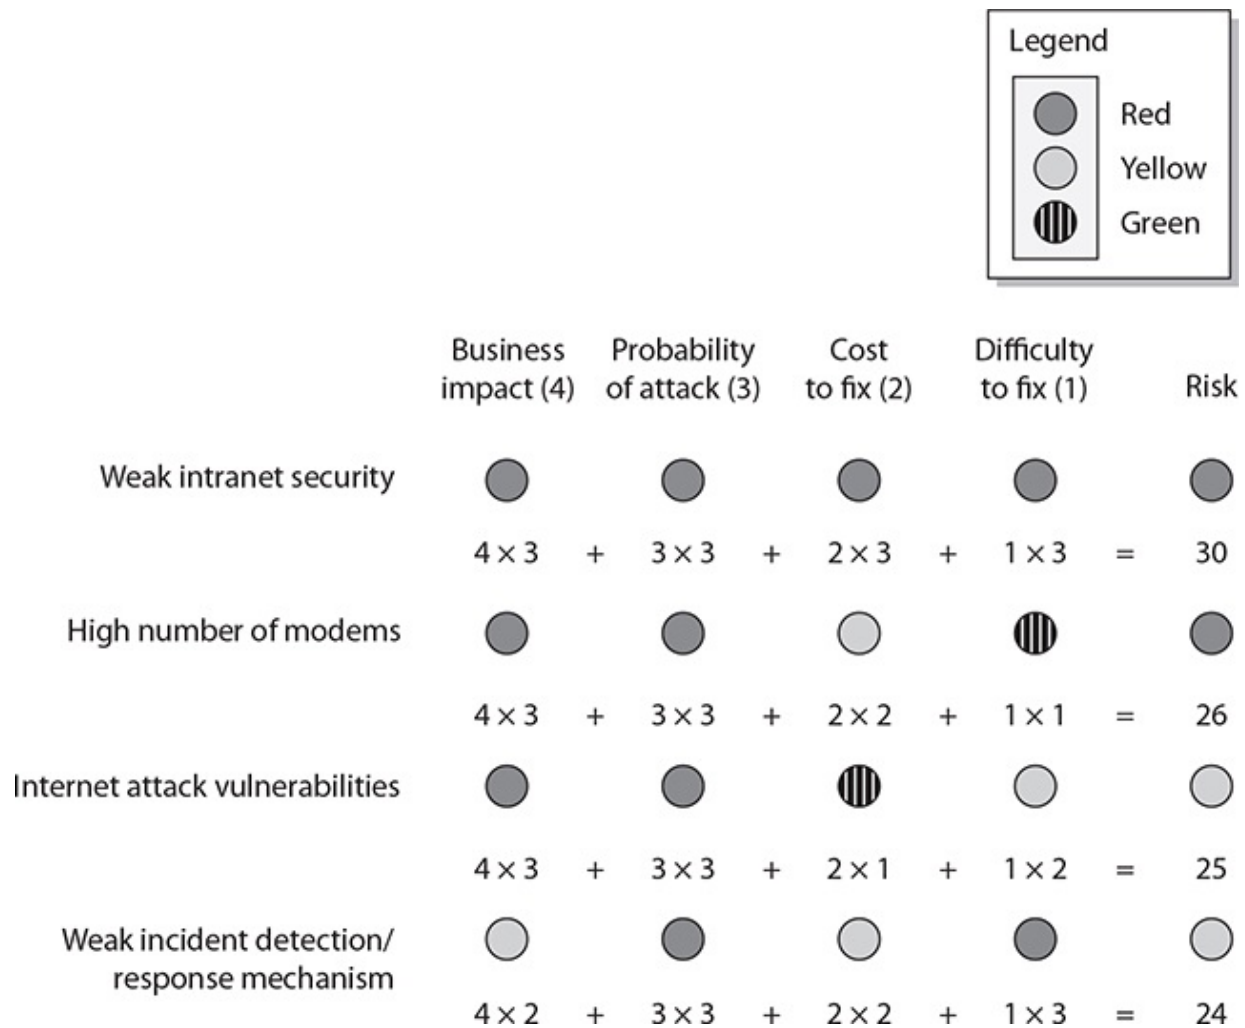 Legend
Red
Yellow
Green
Business Probability Cost Difficulty
impact (4) of attack (3) to fix (2) to fix (1) Risk
Weak intranet security
4 × 3 + 3 × 3 + 2 × 3 + 1 × 3 = 30
High number of modems
4 × 3 + 3 × 3 + 2 × 2 + 1 × 1 = 26
Internet attack vulnerabilities
4 × 3 + 3 × 3 + 2 × 1 + 1 × 2 = 25
Weak incident detection/
response mechanism
4 × 2 + 3 × 3 + 2 × 2 + 1 × 3 = 24